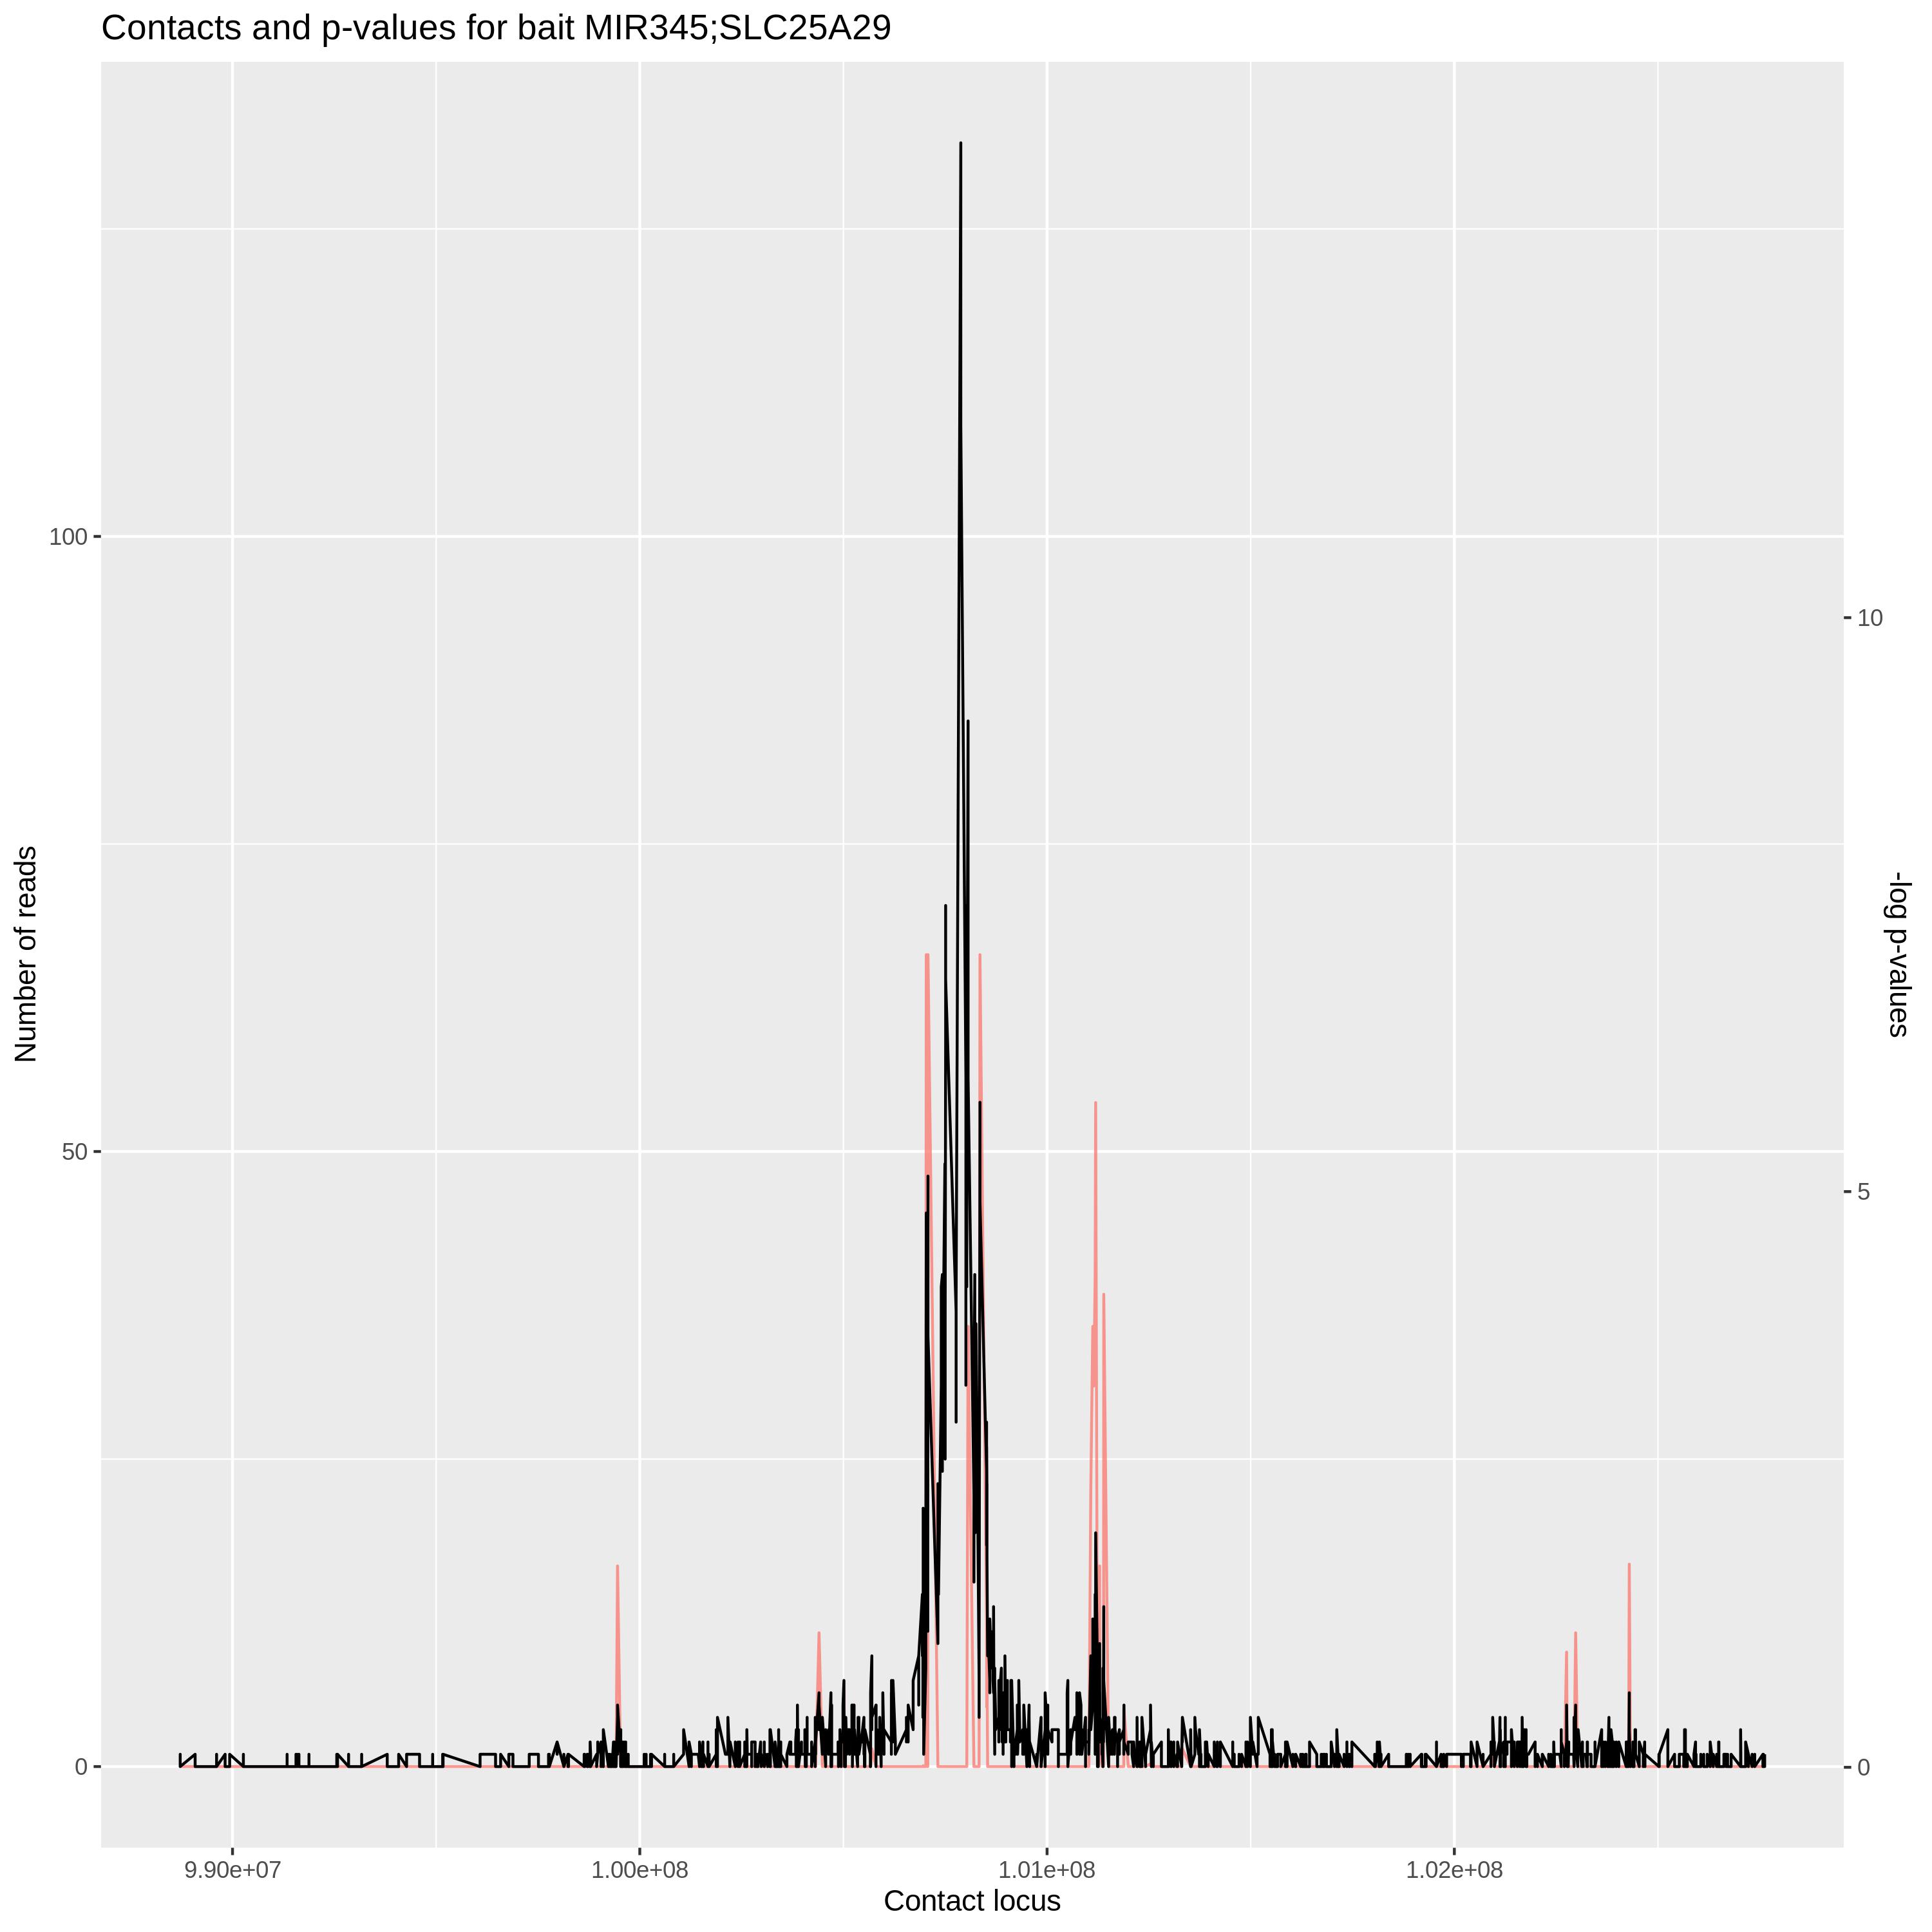 Contacts and p-values for bait MIR345;SLC25A29
Number of reads
100
50
0
10
5
0
-log p-values
9.90e+07 1.00e+08 1.01e+08 1.02e+08
Contact locus